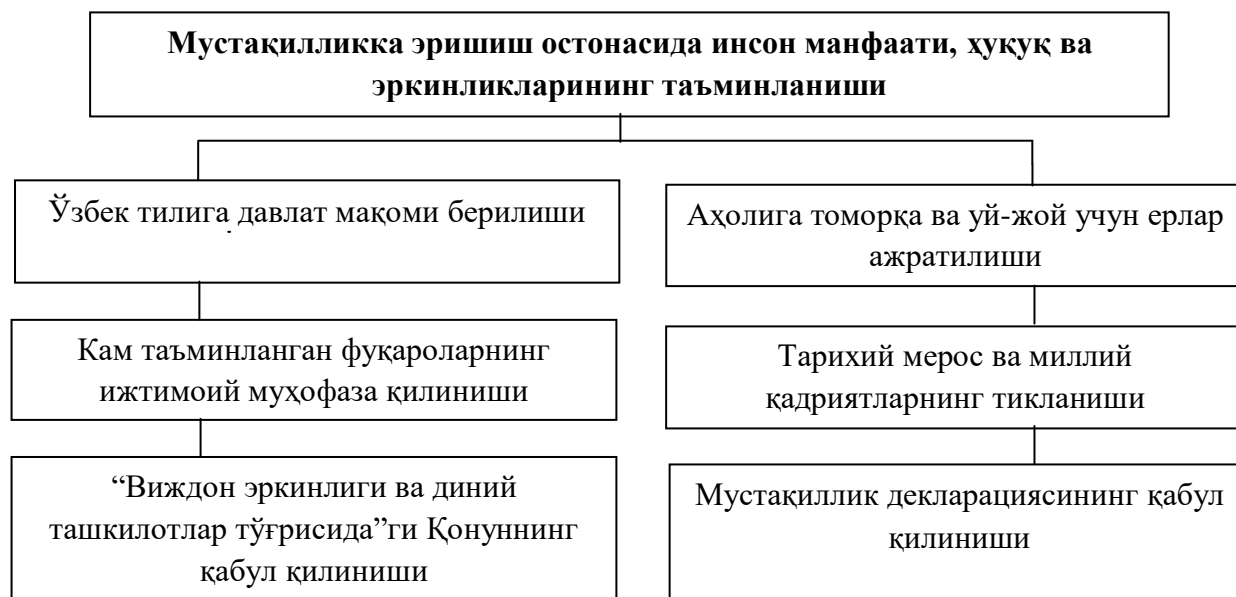 Мустақилликка эришиш остонасида инсон манфаати, ҳуқуқ ва
эркинликларининг таъминланиши
Ўзбек тилига давлат мақоми берилиши
Кам таъминланган фуқароларнинг
ижтимоий муҳофаза қилиниши
“Виждон эркинлиги ва диний
ташкилотлар тўғрисида”ги Қонуннинг
қабул қилиниши
Аҳолига томорқа ва уй-жой учун ерлар
ажратилиши
Тарихий мерос ва миллий
қадриятларнинг тикланиши
Мустақиллик декларациясининг қабул
қилиниши